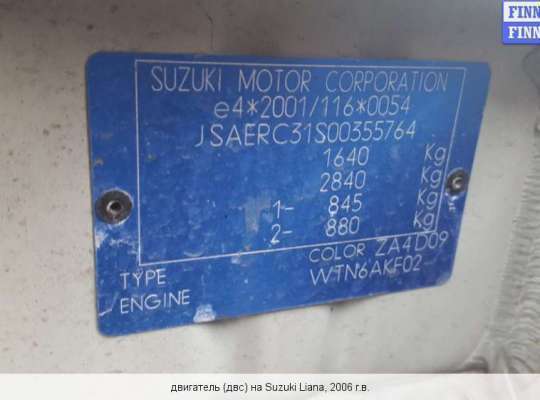 FINN
FINN
SUZUKI MOTOR CORPORATION
e4*2001/116*0054
JSAERC31S00355764
1640 Kg
2840 Kg
1- 845 Kg
2- 880 Kg
COLOR ZA4D09
TYPE WTN6AKF02
ENGINE
двигатель (двс) на Suzuki Liana, 2006 г.в.